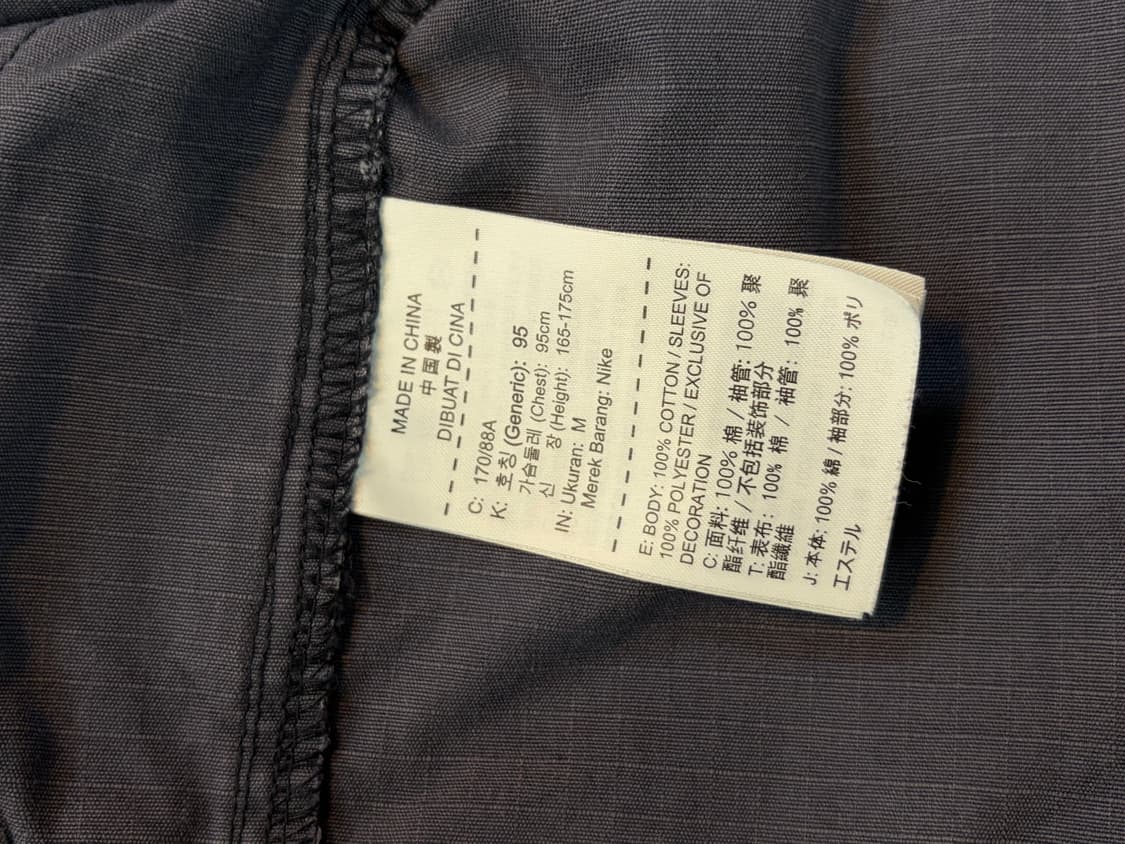 MADE IN CHINA
中国製
DIBUAT DI CINA
C: 170/88A
K: 호칭 (Generic): 95
가슴둘레 (Chest): 95cm
신 장 (Height): 165-175cm
IN: Ukuran: M
Merek Barang: Nike
E: BODY: 100% COTTON / SLEEVES:
100% POLYESTER / EXCLUSIVE OF
DECORATION
C: 面料: 100% 棉 / 袖管: 100% 聚
酯纤维 / 不包括装饰部分
T: 表布: 100% 棉 / 袖管: 100% 聚
酯纖維
J: 本体: 100% 綿 / 袖部分: 100% ポリ
エステル